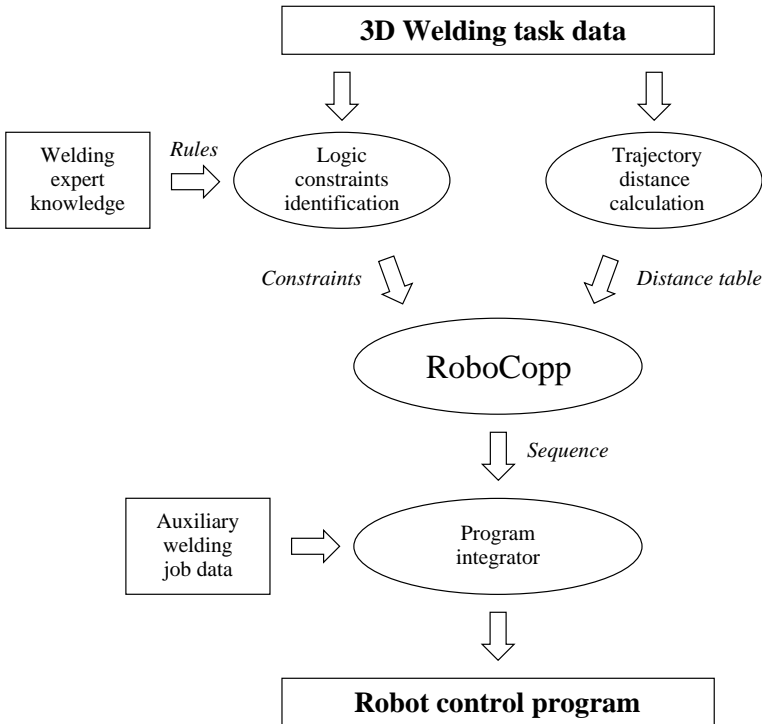 3D Welding task data
Welding
expert
knowledge
Rules
Logic
constraints
identification
Trajectory
distance
calculation
Constraints
Distance table
RoboCopp
Sequence
Auxiliary
welding
job data
Program
integrator
Robot control program